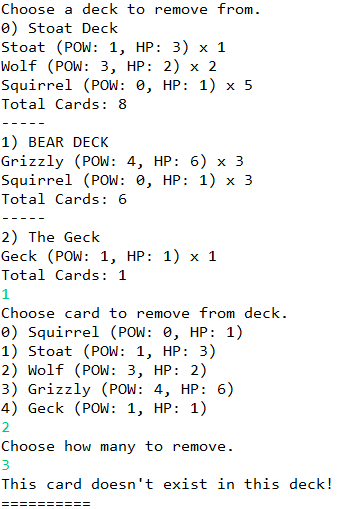 Choose a deck to remove from.
0) Stoat Deck
Stoat (POW: 1, HP: 3) x 1
Wolf (POW: 3, HP: 2) x 2
Squirrel (POW: 0, HP: 1) x 5
Total Cards: 8
-----
1) BEAR DECK
Grizzly (POW: 4, HP: 6) x 3
Squirrel (POW: 0, HP: 1) x 3
Total Cards: 6
-----
2) The Geck
Geck (POW: 1, HP: 1) x 1
Total Cards: 1
1
Choose card to remove from deck.
0) Squirrel (POW: 0, HP: 1)
1) Stoat (POW: 1, HP: 3)
2) Wolf (POW: 3, HP: 2)
3) Grizzly (POW: 4, HP: 6)
4) Geck (POW: 1, HP: 1)
2
Choose how many to remove.
3
This card doesn't exist in this deck!
==========